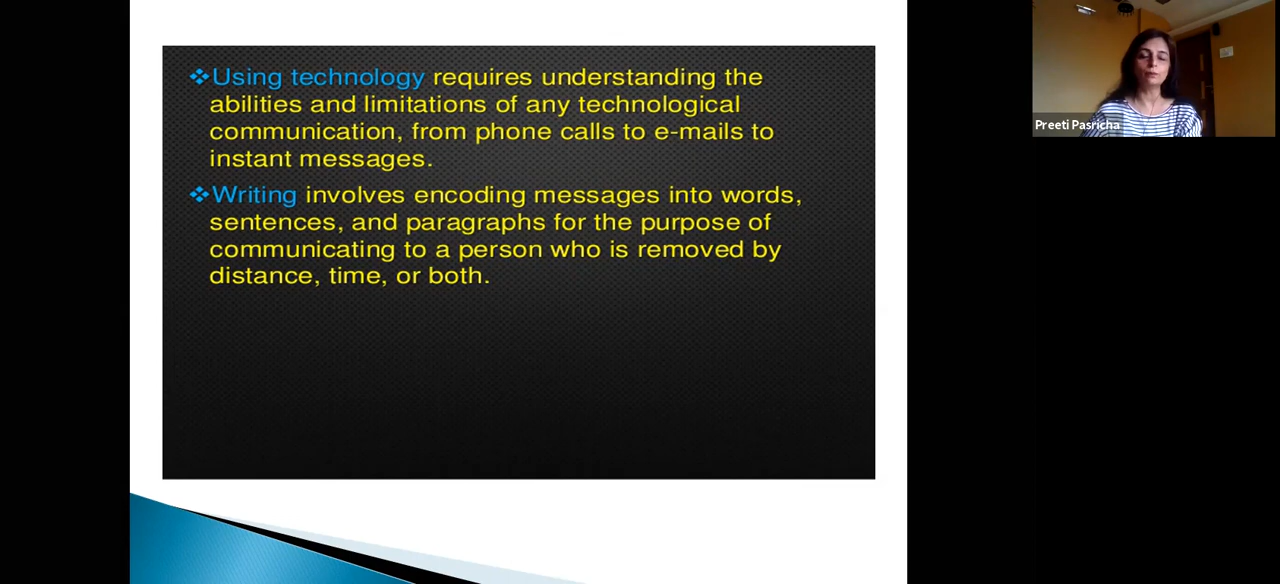 ❖Using technology requires understanding the
abilities and limitations of any technological
communication, from phone calls to e-mails to
instant messages.
❖Writing involves encoding messages into words,
sentences, and paragraphs for the purpose of
communicating to a person who is removed by
distance, time, or both.
Preeti Pasricha